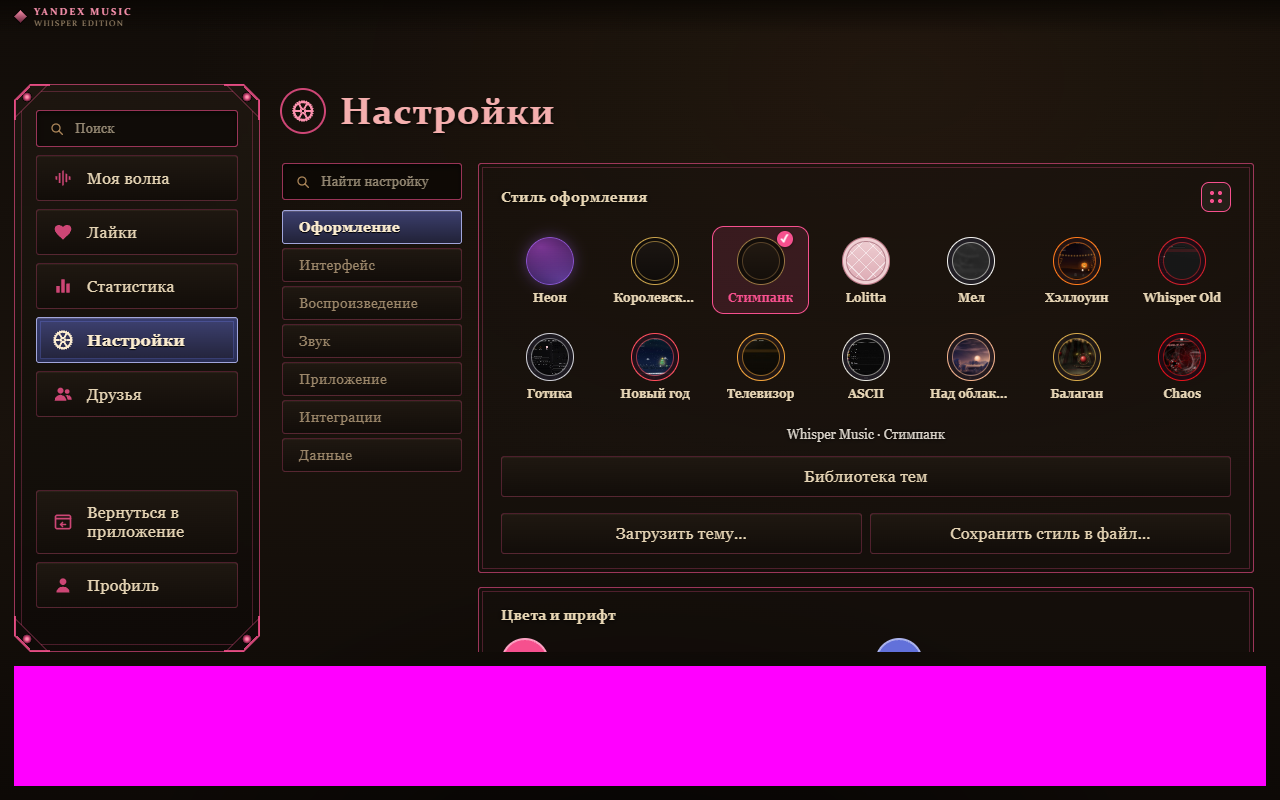 YANDEX MUSIC
WHISPER EDITION
Настройки
Поиск
Моя волна
Лайки
Статистика
Настройки
Друзья
Вернуться в
приложение
Профиль
Найти настройку
Оформление
Интерфейс
Воспроизведение
Звук
Приложение
Интеграции
Данные
Стиль оформления
Неон
Королевск...
Стимпанк
Lolitta
Мел
Хэллоуин
Whisper Old
Готика
Новый год
Телевизор
ASCII
Над облак...
Балаган
Chaos
Whisper Music · Стимпанк
Библиотека тем
Загрузить тему...
Сохранить стиль в файл...
Цвета и шрифт